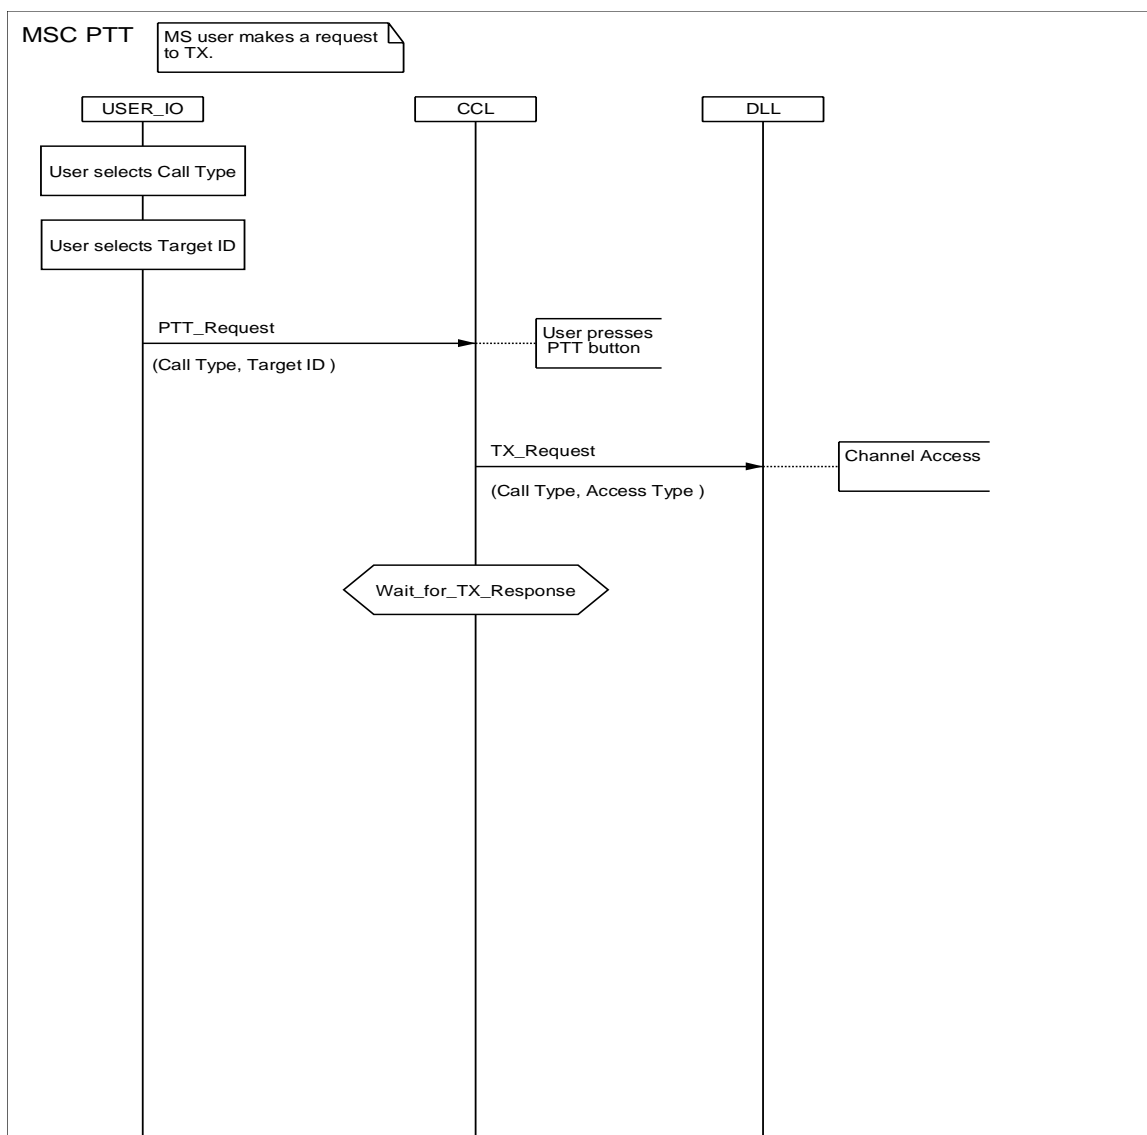 MSC PTT
MS user makes a request
to TX.
USER_IO
CCL
DLL
User selects Call Type
User selects Target ID
PTT_Request
(Call Type, Target ID )
User presses
PTT button
TX_Request
(Call Type, Access Type )
Channel Access
Wait_for_TX_Response